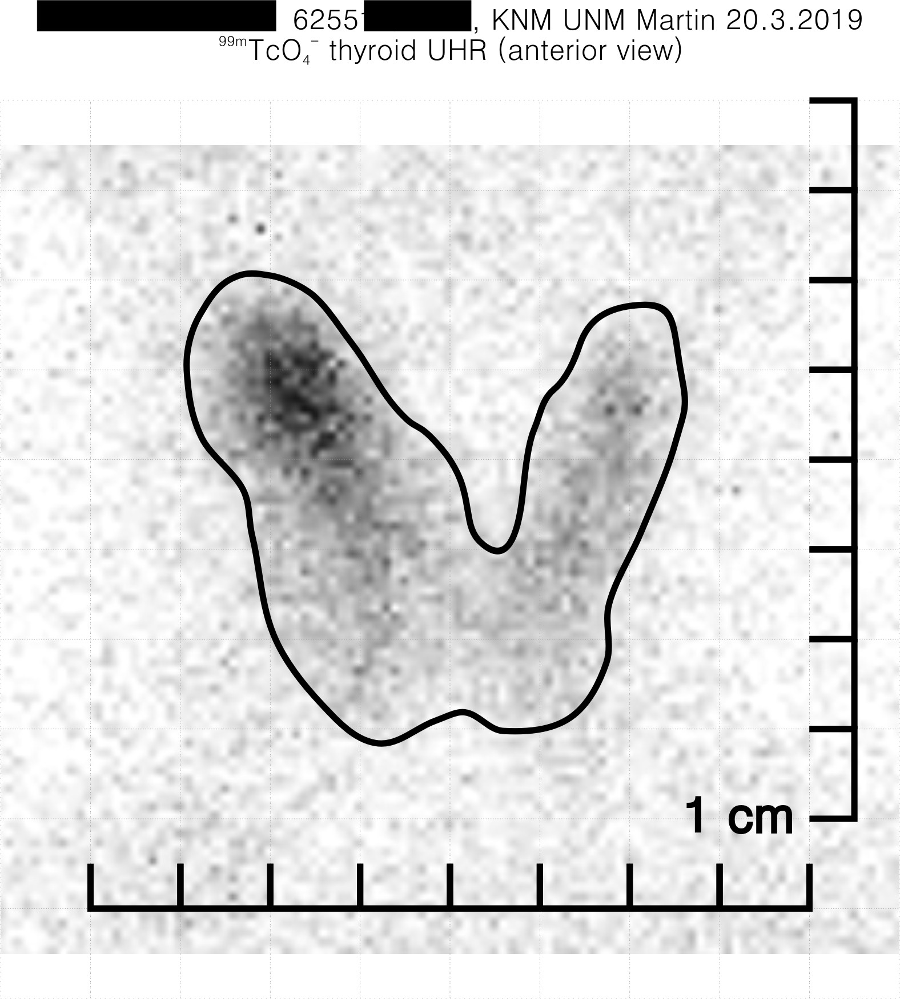 6255 , KNM UNM Martin 20.3.2019
⁹⁹ᵐTcO₄⁻ thyroid UHR (anterior view)
1 cm